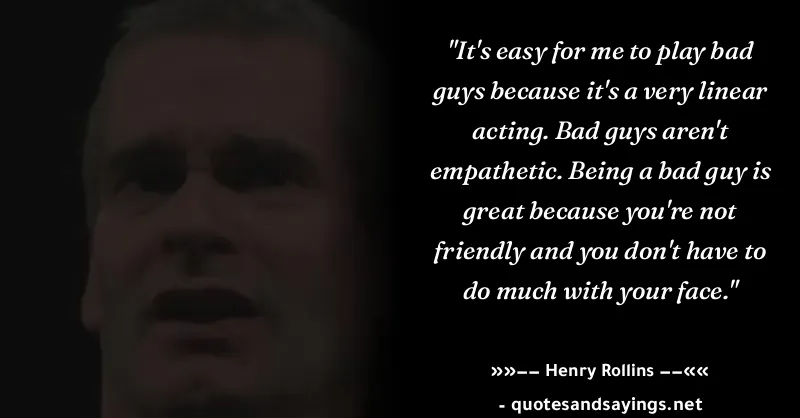 "It's easy for me to play bad
guys because it's a very linear
acting. Bad guys aren't
empathetic. Being a bad guy is
great because you're not
friendly and you don't have to
do much with your face."
»»–– Henry Rollins ––««
- quotesandsayings.net